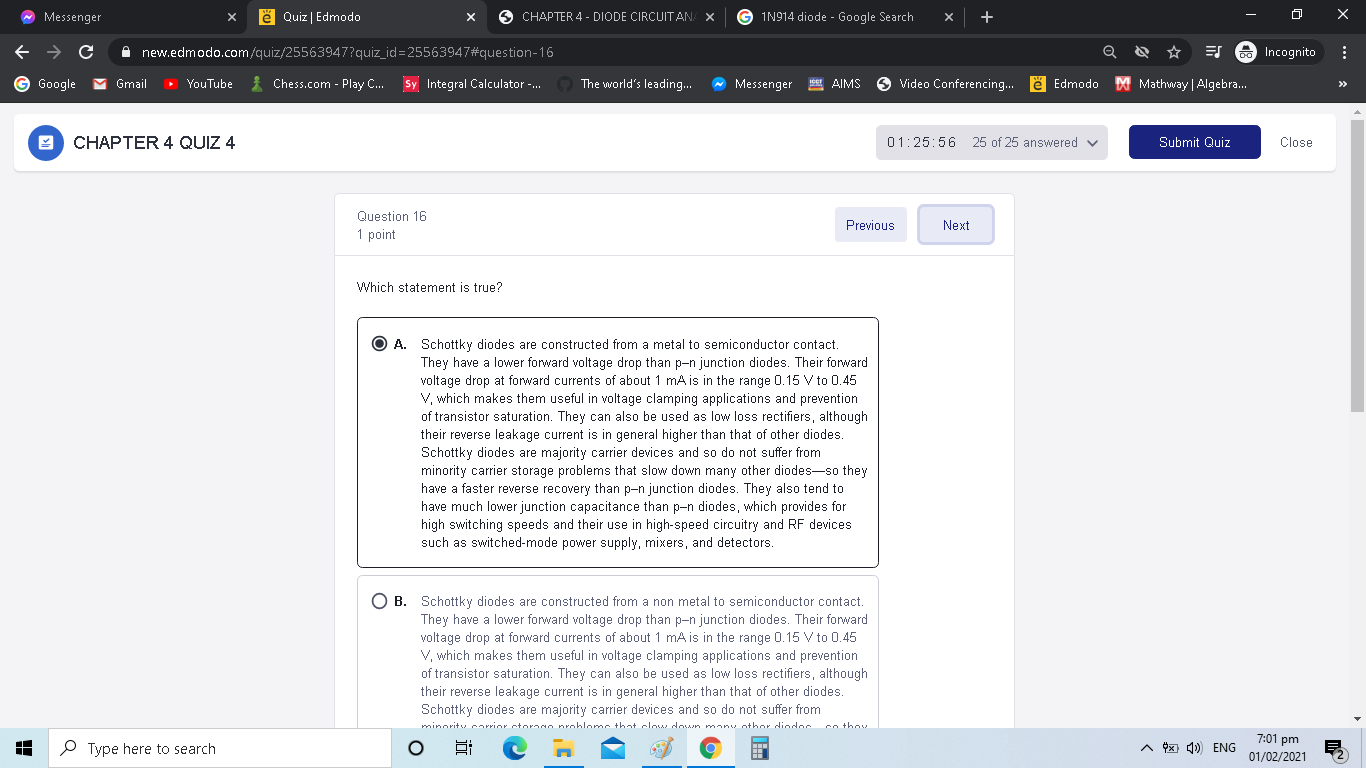 Messenger
Quiz | Edmodo
CHAPTER 4 - DIODE CIRCUIT ANA
1N914 diode - Google Search
new.edmodo.com/quiz/25563947?quiz_id=25563947#question-16
Incognito
Google
Gmail
YouTube
Chess.com - Play C...
Sy
Integral Calculator -...
The world's leading...
Messenger
AIMS
Video Conferencing...
Edmodo
Mathway | Algebra...
CHAPTER 4 QUIZ 4
01:25:56 25 of 25 answered
Submit Quiz
Close
Question 16
1 point
Previous
Next
Which statement is true?
A. Schottky diodes are constructed from a metal to semiconductor contact.
They have a lower forward voltage drop than p–n junction diodes. Their forward
voltage drop at forward currents of about 1 mA is in the range 0.15 V to 0.45
V, which makes them useful in voltage clamping applications and prevention
of transistor saturation. They can also be used as low loss rectifiers, although
their reverse leakage current is in general higher than that of other diodes.
Schottky diodes are majority carrier devices and so do not suffer from
minority carrier storage problems that slow down many other diodes—so they
have a faster reverse recovery than p–n junction diodes. They also tend to
have much lower junction capacitance than p–n diodes, which provides for
high switching speeds and their use in high-speed circuitry and RF devices
such as switched-mode power supply, mixers, and detectors.
B. Schottky diodes are constructed from a non metal to semiconductor contact.
They have a lower forward voltage drop than p–n junction diodes. Their forward
voltage drop at forward currents of about 1 mA is in the range 0.15 V to 0.45
V, which makes them useful in voltage clamping applications and prevention
of transistor saturation. They can also be used as low loss rectifiers, although
their reverse leakage current is in general higher than that of other diodes.
Schottky diodes are majority carrier devices and so do not suffer from
minority carrier storage problems that slow down many other diodes—so they
Type here to search
ENG
7:01 pm
01/02/2021
2